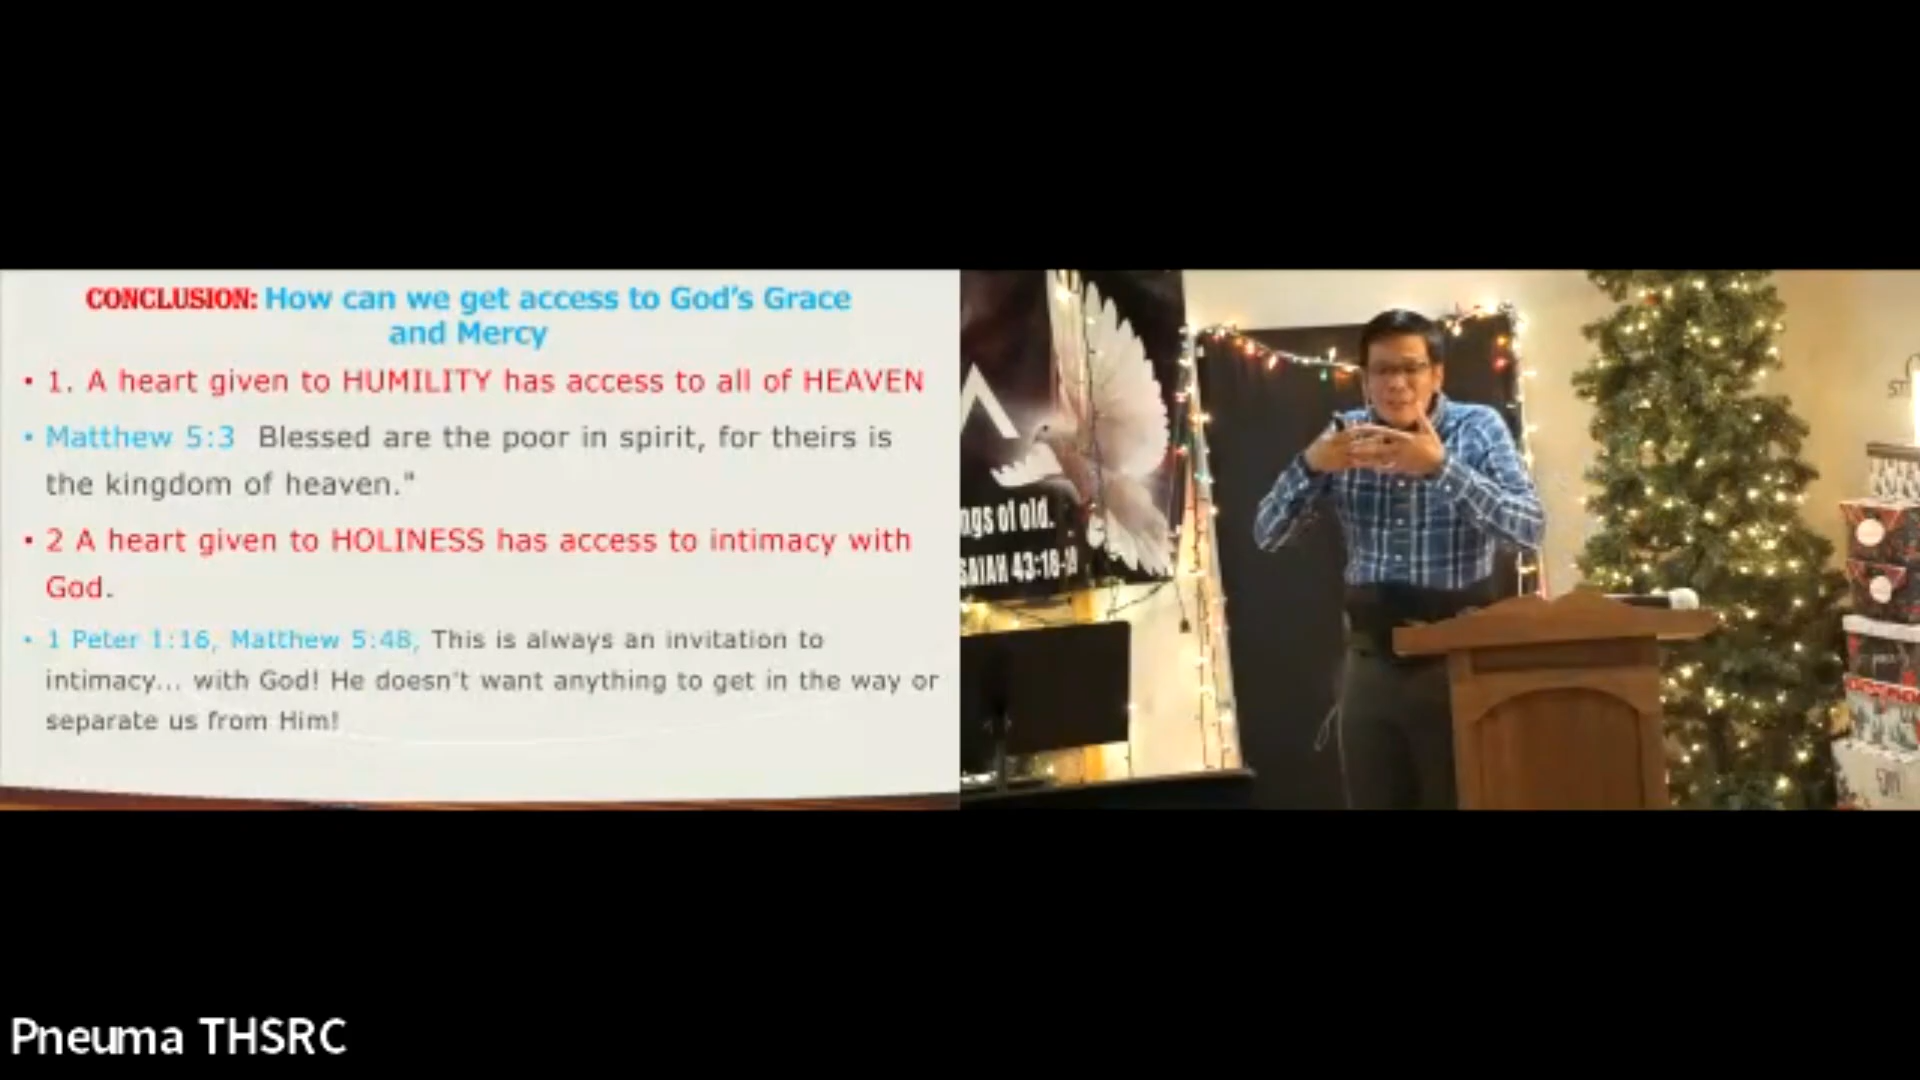 CONCLUSION: How can we get access to God's Grace
and Mercy
• 1. A heart given to HUMILITY has access to all of HEAVEN
• Matthew 5:3 Blessed are the poor in spirit, for theirs is
the kingdom of heaven."
• 2 A heart given to HOLINESS has access to intimacy with
God.
• 1 Peter 1:16, Matthew 5:48, This is always an invitation to
intimacy... with God! He doesn't want anything to get in the way or
separate us from Him!
ngs of old.
SAIAH 43:18-19
ST
Pneuma THSRC